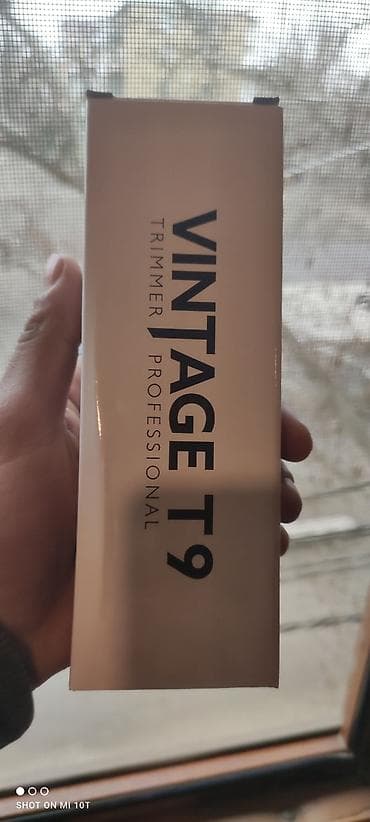 VINTAGE T9
TRIMMER PROFESSIONAL
SHOT ON MI 10T